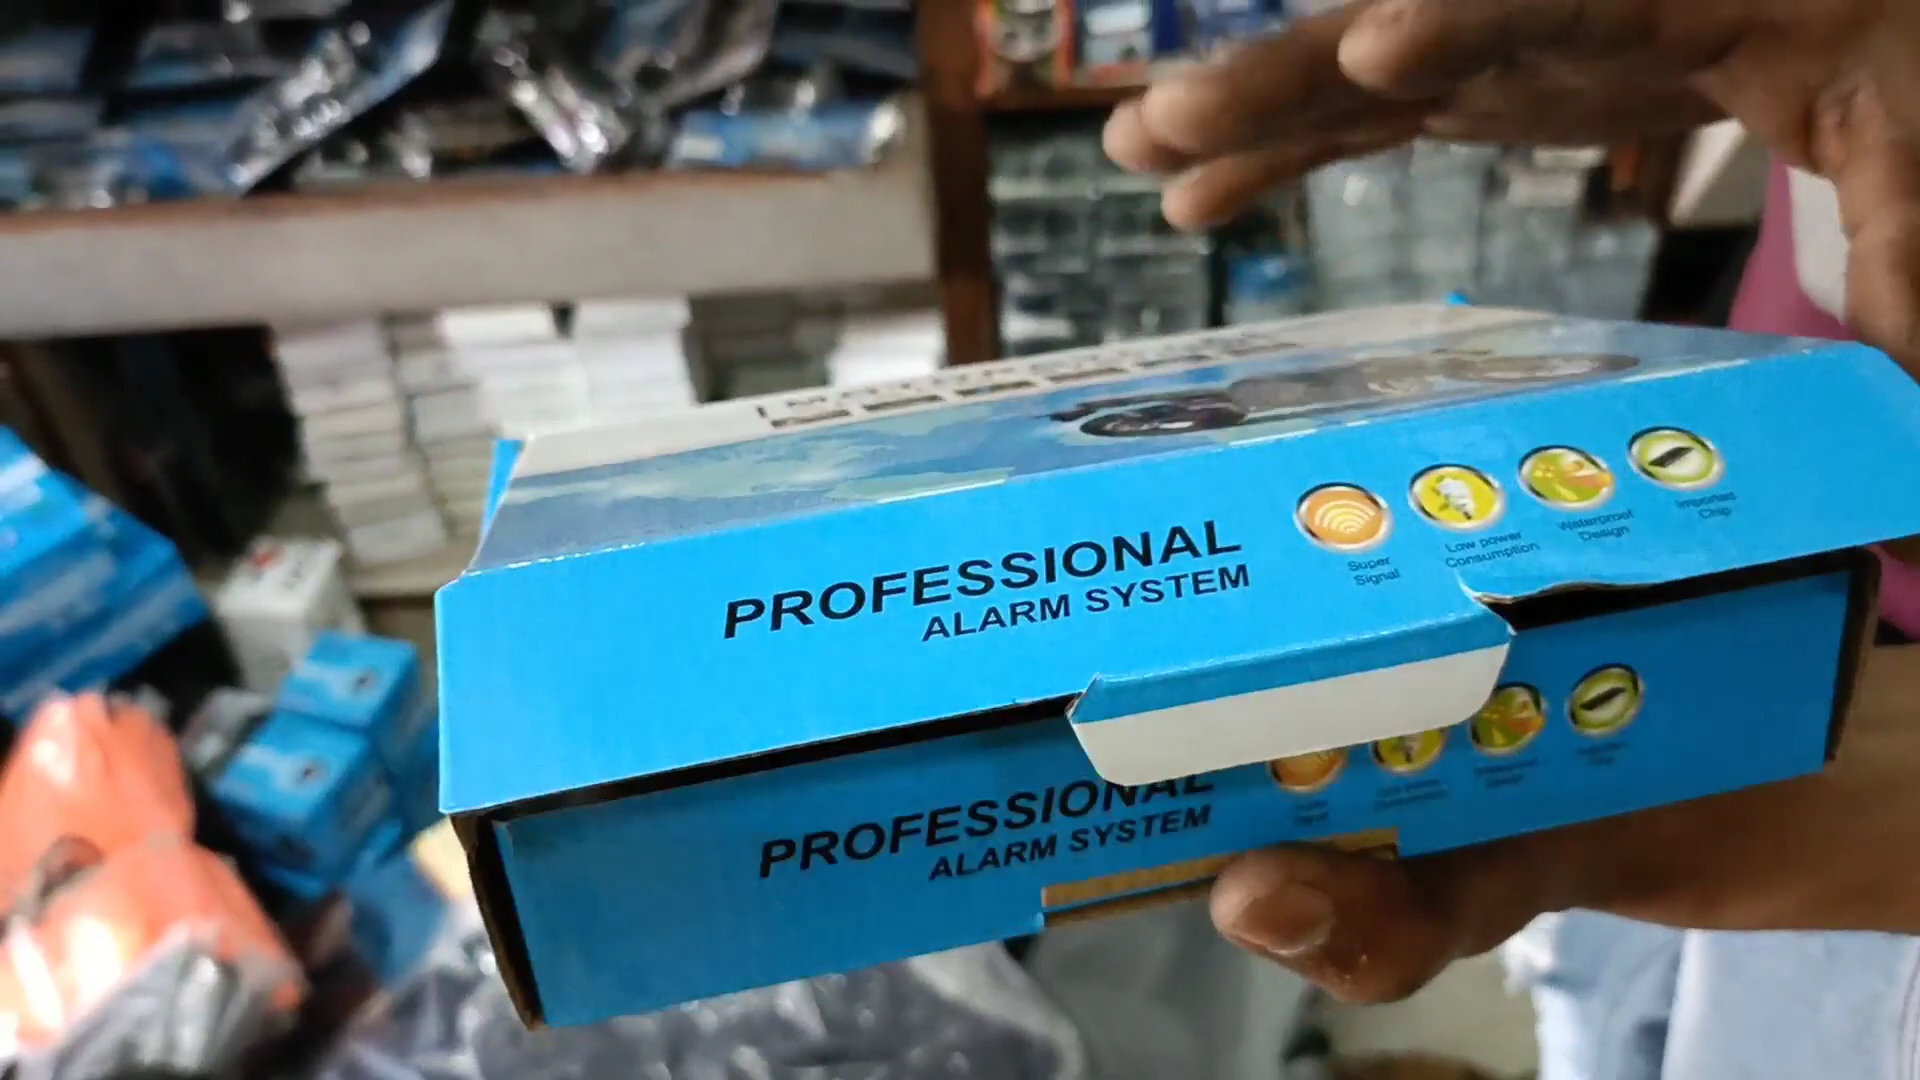 PROFESSIONAL
ALARM SYSTEM
Super
Signal
Low power
Consumption
Waterproof
Design
Imported
Chip
PROFESSIONAL
ALARM SYSTEM